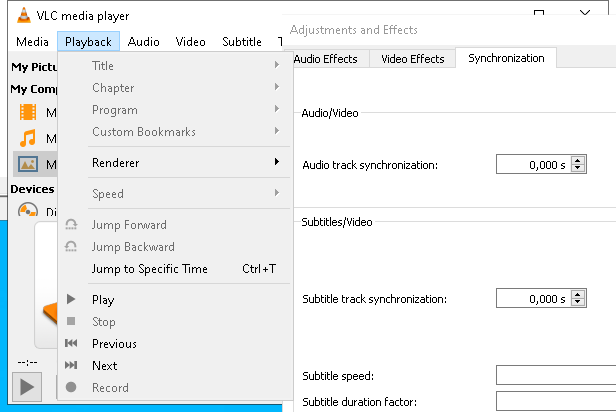 VLC media player
Media Playback Audio Video Subtitle
Adjustments and Effects
Audio Effects Video Effects Synchronization
My Pictu
My Comp
Devices
Title
Chapter
Program
Custom Bookmarks
Renderer
Speed
Jump Forward
Jump Backward
Jump to Specific Time Ctrl+T
Play
Stop
Previous
Next
Record
--:--
Audio/Video
Audio track synchronization: 0,000 s
Subtitles/Video
Subtitle track synchronization: 0,000 s
Subtitle speed:
Subtitle duration factor: